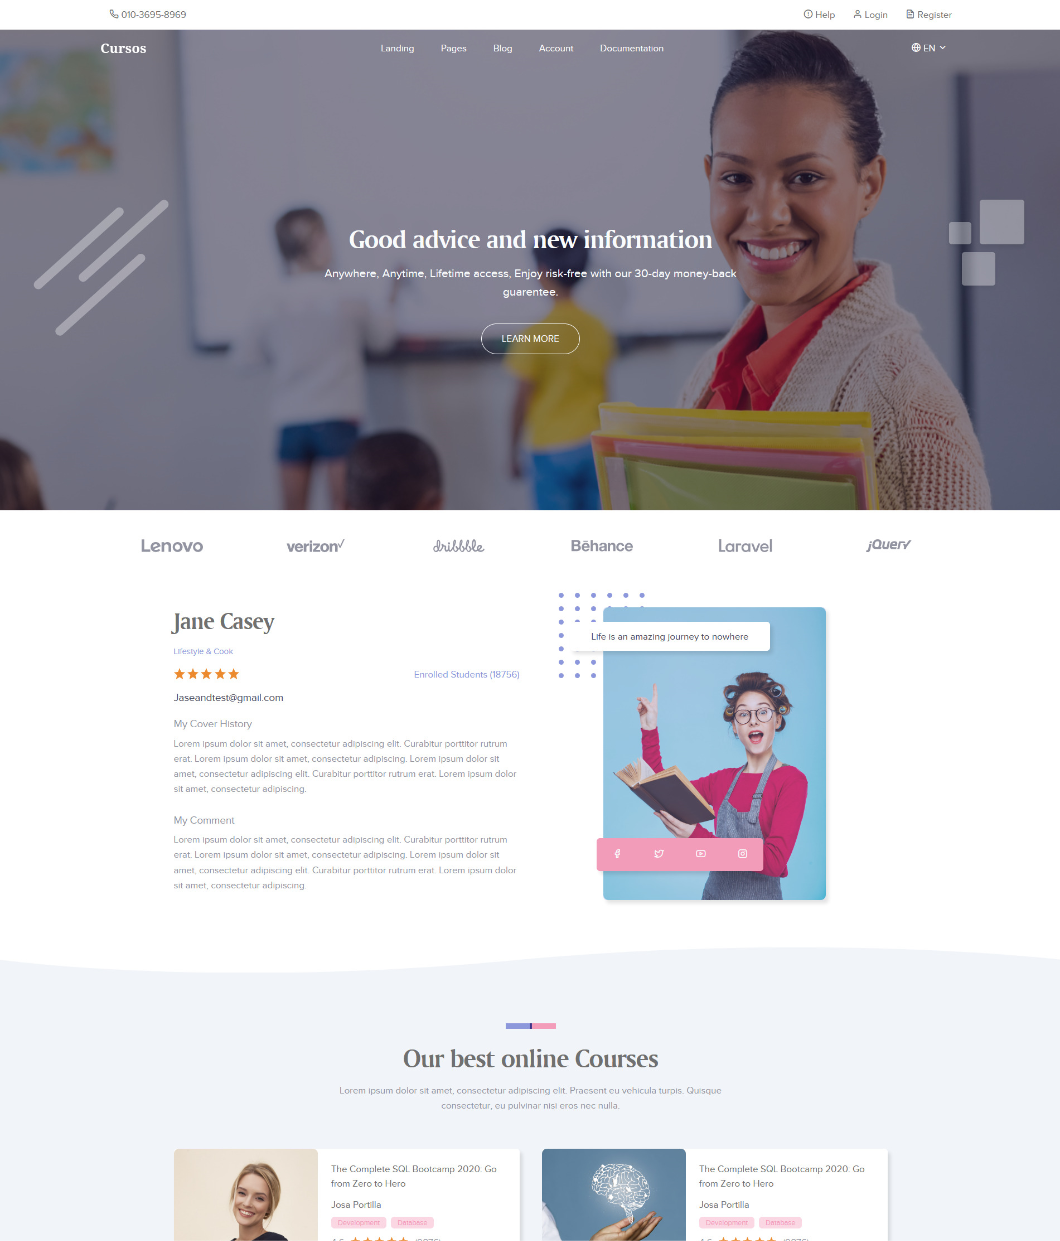 010-3695-8969
Help
Login
Register
Cursos
Landing
Pages
Blog
Account
Documentation
EN
Good advice and new information
Anywhere, Anytime, Lifetime access, Enjoy risk-free with our 30-day money-back
guarentee.
LEARN MORE
Lenovo
verizon✓
dribbble
Bēhance
Laravel
jQuery
Jane Casey
Lifestyle & Cook
Enrolled Students (18756)
Jaseandtest@gmail.com
My Cover History
Lorem ipsum dolor sit amet, consectetur adipiscing elit. Curabitur porttitor rutrum
erat. Lorem ipsum dolor sit amet, consectetur adipiscing. Lorem ipsum dolor sit
amet, consectetur adipiscing elit. Curabitur porttitor rutrum erat. Lorem ipsum dolor
sit amet, consectetur adipiscing.
My Comment
Lorem ipsum dolor sit amet, consectetur adipiscing elit. Curabitur porttitor rutrum
erat. Lorem ipsum dolor sit amet, consectetur adipiscing. Lorem ipsum dolor sit
amet, consectetur adipiscing elit. Curabitur porttitor rutrum erat. Lorem ipsum dolor
sit amet, consectetur adipiscing.
Life is an amazing journey to nowhere
Our best online Courses
Lorem ipsum dolor sit amet, consectetur adipiscing elit. Praesent eu vehicula turpis. Quisque
consectetur, eu pulvinar nisi eros nec nulla.
The Complete SQL Bootcamp 2020: Go
from Zero to Hero
Josa Portilla
Development
Database
The Complete SQL Bootcamp 2020: Go
from Zero to Hero
Josa Portilla
Development
Database